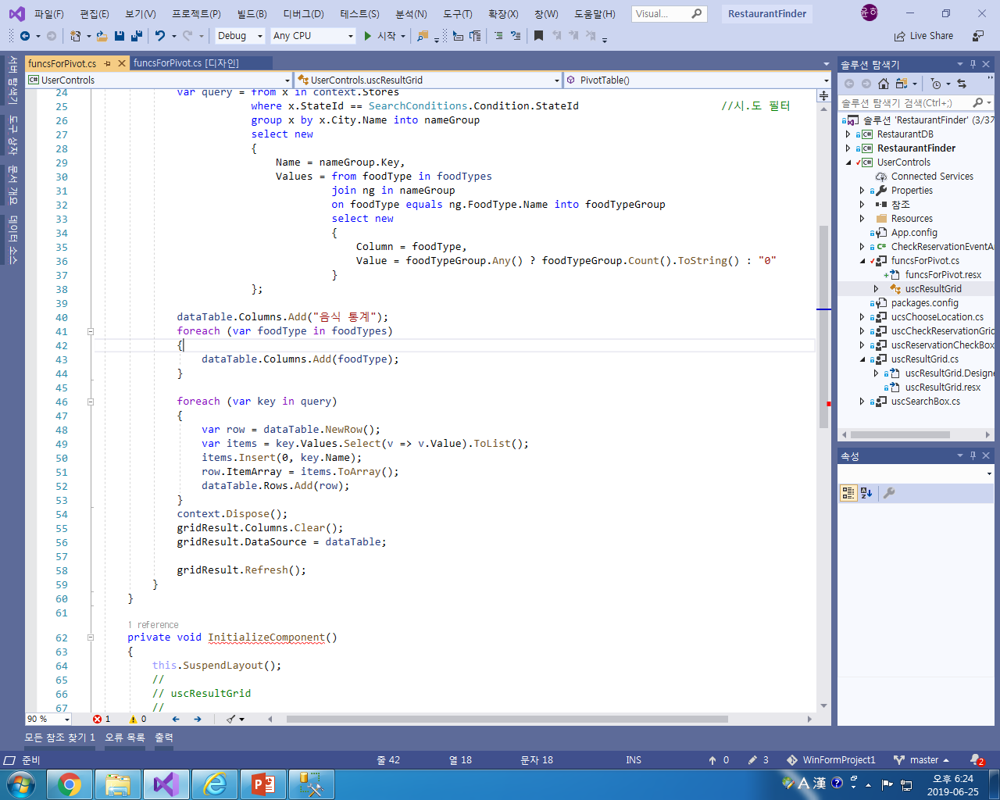 파일(F) 편집(E) 보기(V) 프로젝트(P) 빌드(B) 디버그(D) 테스트(S) 분석(N) 도구(T) 확장(X) 창(W) 도움말(H) Visual... RestaurantFinder 윤하
Debug Any CPU 시작 Live Share
서버 탐색기
도구 상자
문서 개요
데이터 소스
funcsForPivot.cs funcsForPivot.cs [디자인]
UserControls UserControls.uscResultGrid PivotTable()
24 var query = from x in context.Stores
25 where x.StateId == SearchConditions.Condition.StateId //시.도 필터
26 group x by x.City.Name into nameGroup
27 select new
28 {
29 Name = nameGroup.Key,
30 Values = from foodType in foodTypes
31 join ng in nameGroup
32 on foodType equals ng.FoodType.Name into foodTypeGroup
33 select new
34 {
35 Column = foodType,
36 Value = foodTypeGroup.Any() ? foodTypeGroup.Count().ToString() : "0"
37 }
38 };
39
40 dataTable.Columns.Add("음식 통계");
41 foreach (var foodType in foodTypes)
42 {
43 dataTable.Columns.Add(foodType);
44 }
45
46 foreach (var key in query)
47 {
48 var row = dataTable.NewRow();
49 var items = key.Values.Select(v => v.Value).ToList();
50 items.Insert(0, key.Name);
51 row.ItemArray = items.ToArray();
52 dataTable.Rows.Add(row);
53 }
54 context.Dispose();
55 gridResult.Columns.Clear();
56 gridResult.DataSource = dataTable;
57
58 gridResult.Refresh();
59 }
60 }
61
1 reference
62 private void InitializeComponent()
63 {
64 this.SuspendLayout();
65 //
66 // uscResultGrid
67 //
90 % 1 0
모든 참조 찾기 1 오류 목록 출력
솔루션 탐색기
솔루션 탐색기 검색(Ctrl+;)
솔루션 'RestaurantFinder' (3/37
RestaurantDB
RestaurantFinder
UserControls
Connected Services
Properties
참조
Resources
App.config
CheckReservationEventA
funcsForPivot.cs
funcsForPivot.resx
uscResultGrid
packages.config
ucsChooseLocation.cs
uscCheckReservationGrid
uscReservationCheckBox
uscResultGrid.cs
uscResultGrid.Designe
uscResultGrid.resx
uscSearchBox.cs
속성
준비 줄 42 열 18 문자 18 INS 0 3 WinFormProject1 master 2
A 漢 오후 6:24
2019-06-25